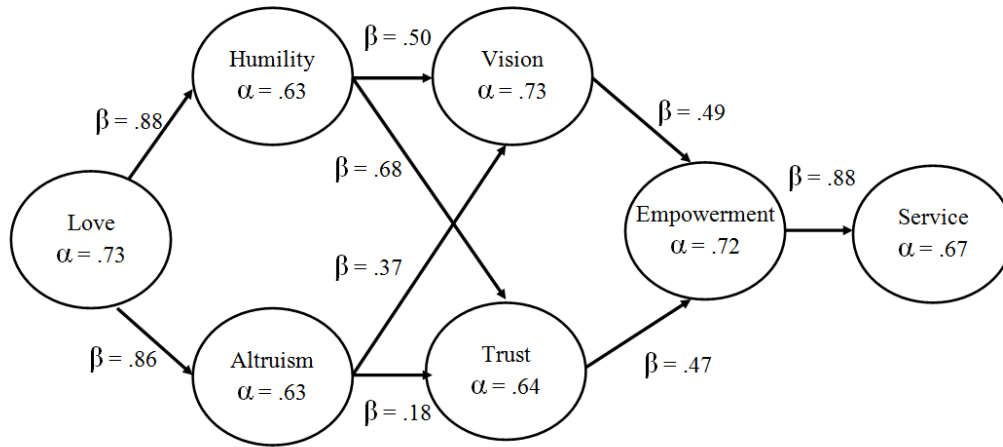 Humility
α = .63
β = .50
Vision
α = .73
β = .88
β = .49
β = .68
β = .88
Love
α = .73
Empowerment
α = .72
Service
α = .67
β = .37
β = .86
Altruism
α = .63
Trust
α = .64
β = .47
β = .18